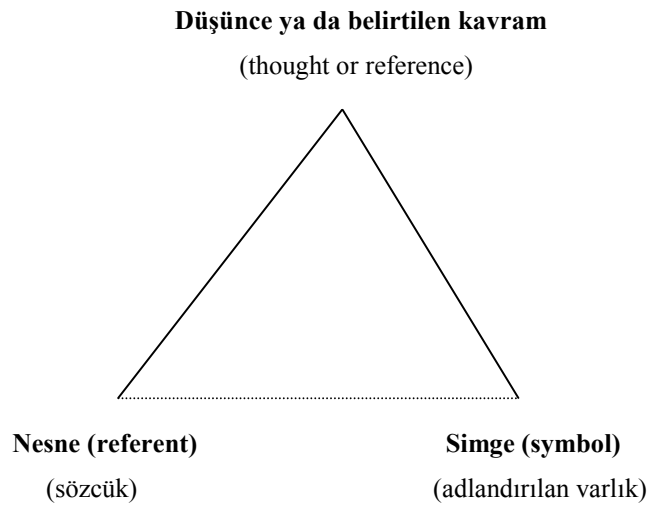 Düşünce ya da belirtilen kavram
(thought or reference)
Nesne (referent)
Simge (symbol)
(sözcük)
(adlandırılan varlık)